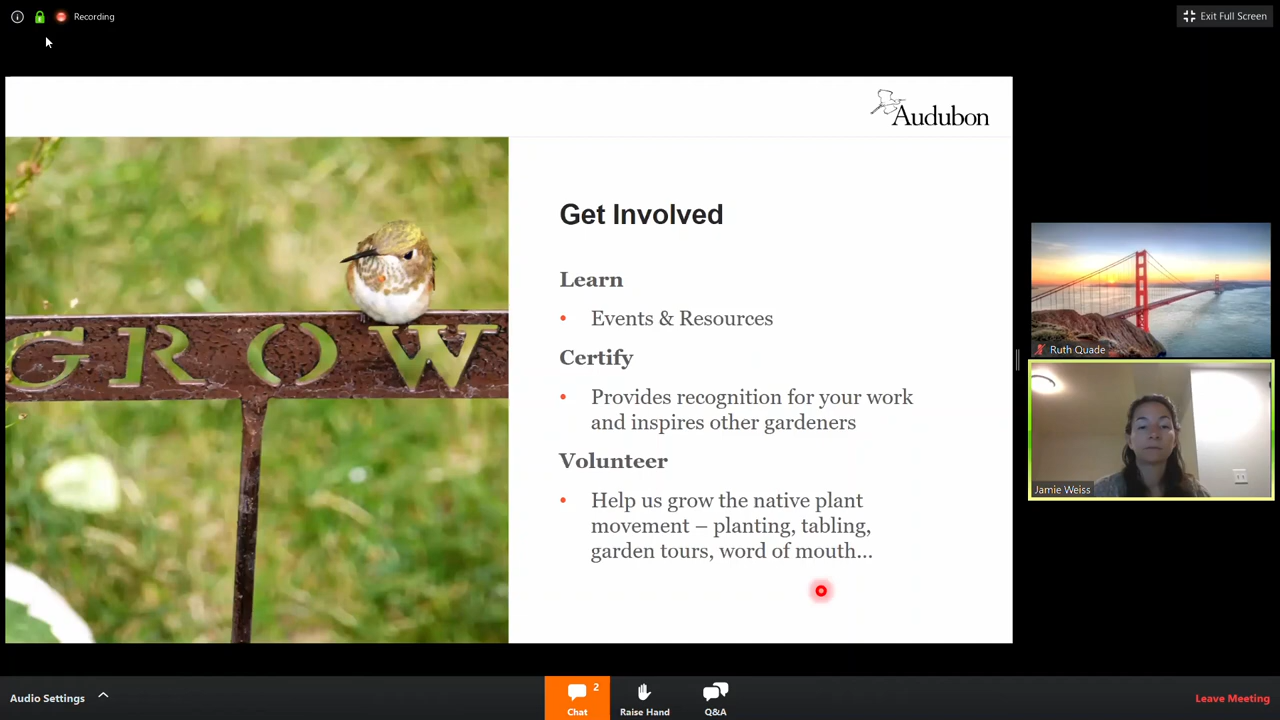 Recording
Exit Full Screen
Audubon
GROW
Get Involved
Learn
• Events & Resources
Certify
• Provides recognition for your work
and inspires other gardeners
Volunteer
• Help us grow the native plant
movement – planting, tabling,
garden tours, word of mouth...
Ruth Quade
Jamie Weiss
Audio Settings
2
Chat
Raise Hand
Q&A
Leave Meeting